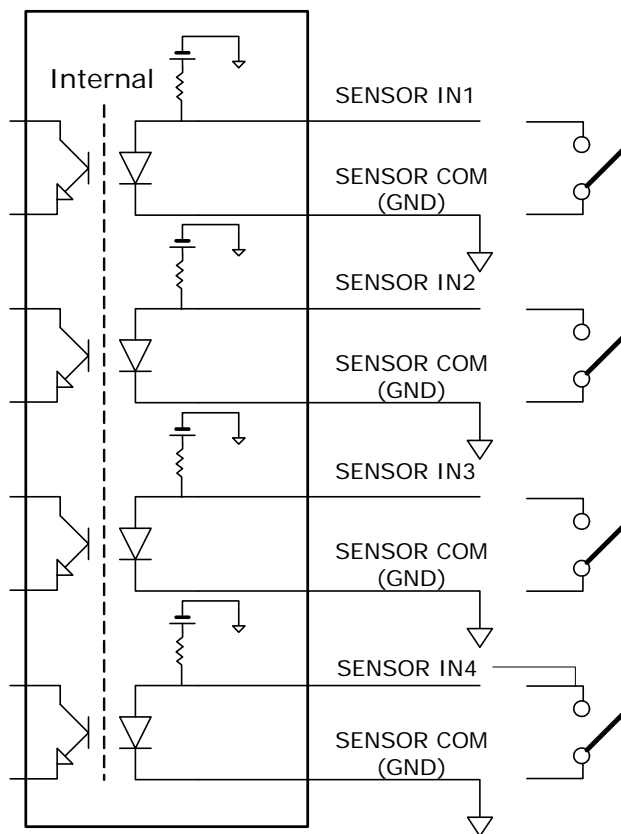 Internal
SENSOR IN1
SENSOR COM
(GND)
SENSOR IN2
SENSOR COM
(GND)
SENSOR IN3
SENSOR COM
(GND)
SENSOR IN4
SENSOR COM
(GND)